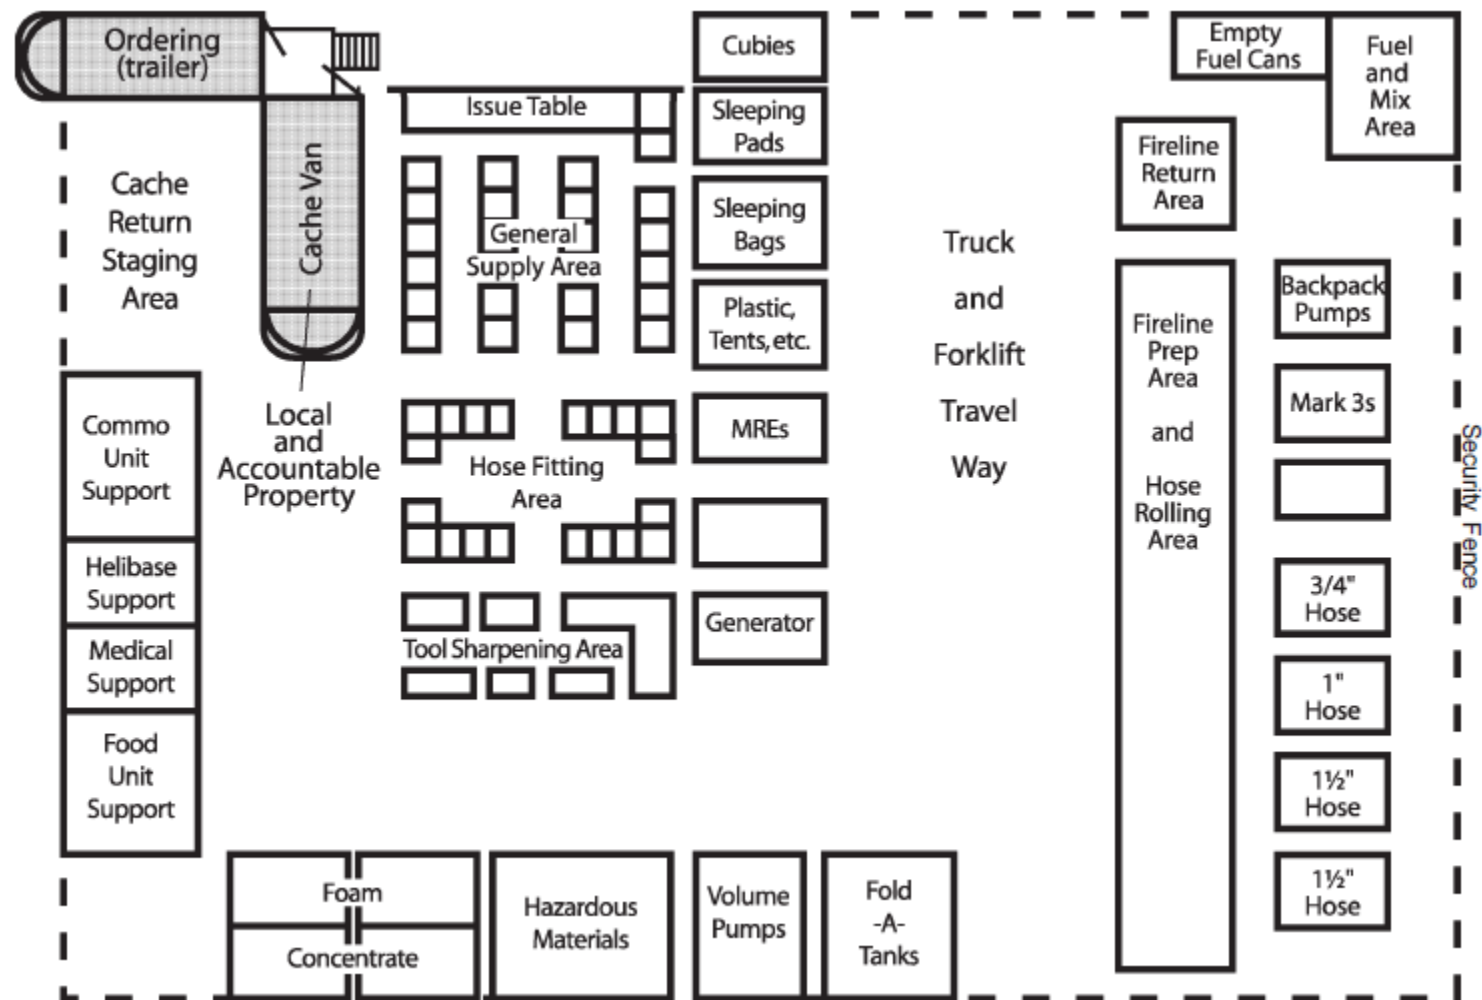 Ordering
(trailer)
Cache Van
Cache
Return
Staging
Area
Local
and
Accountable
Property
Commo
Unit
Support
Helibase
Support
Medical
Support
Food
Unit
Support
Issue Table
General
Supply Area
Hose Fitting
Area
Tool Sharpening Area
Cubies
Sleeping
Pads
Sleeping
Bags
Plastic,
Tents, etc.
MREs
Generator
Foam
Concentrate
Hazardous
Materials
Volume
Pumps
Fold
-A-
Tanks
Truck
and
Forklift
Travel
Way
Empty
Fuel Cans
Fuel
and
Mix
Area
Fireline
Return
Area
Fireline
Prep
Area
and
Hose
Rolling
Area
Backpack
Pumps
Mark 3s
3/4"
Hose
1"
Hose
1½"
Hose
1½"
Hose
Security Fence